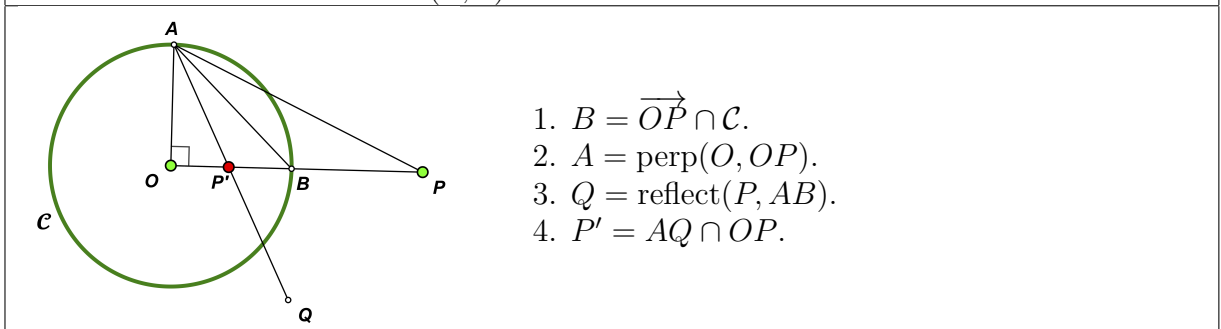 A
O
P'
B
P
C
Q
1. B = \overrightarrow{OP} ∩ 𝒞.
2. A = perp(O, OP).
3. Q = reflect(P, AB).
4. P′ = AQ ∩ OP.